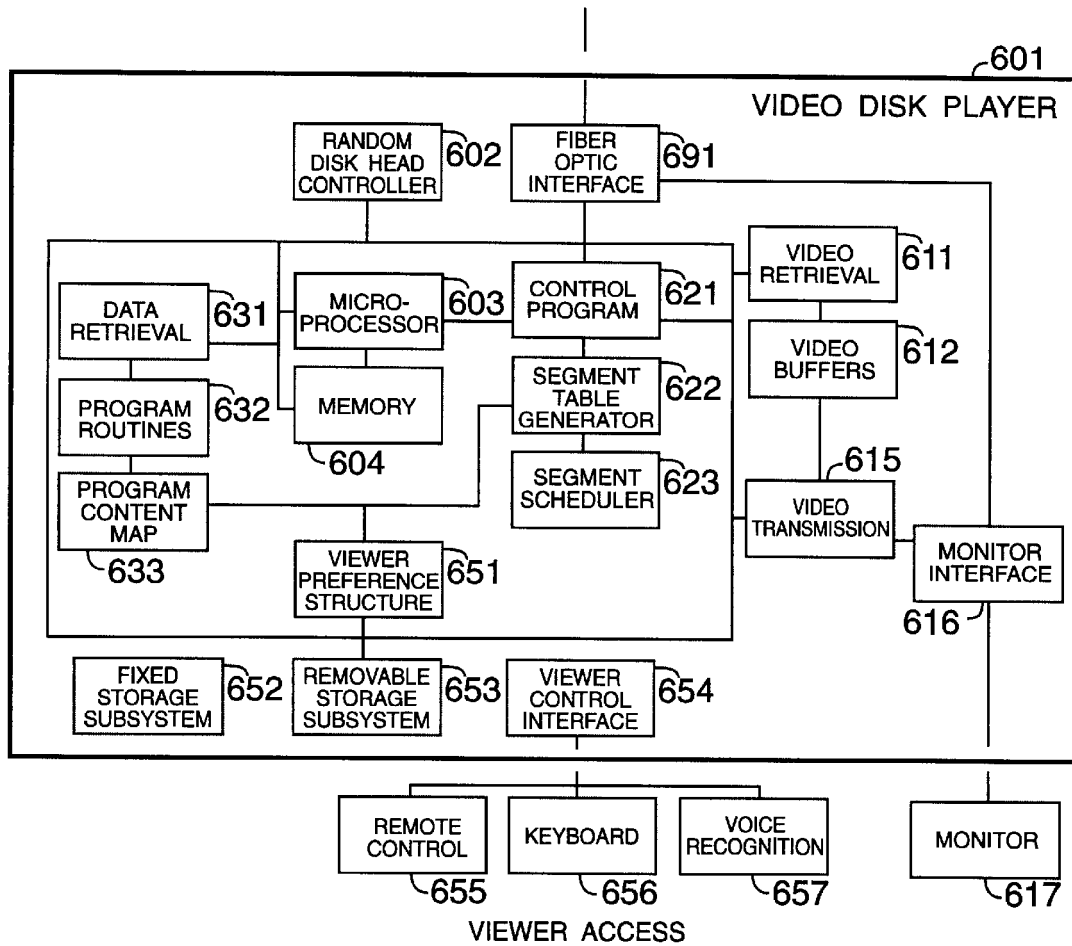 601
VIDEO DISK PLAYER
RANDOM
DISK HEAD
CONTROLLER
602
FIBER
OPTIC
INTERFACE
691
DATA
RETRIEVAL
631
MICRO-
PROCESSOR
603
CONTROL
PROGRAM
621
VIDEO
RETRIEVAL
611
PROGRAM
ROUTINES
632
MEMORY
604
SEGMENT
TABLE
GENERATOR
622
VIDEO
BUFFERS
612
PROGRAM
CONTENT
MAP
633
SEGMENT
SCHEDULER
623
615
VIDEO
TRANSMISSION
VIEWER
PREFERENCE
STRUCTURE
651
MONITOR
INTERFACE
616
FIXED
STORAGE
SUBSYSTEM
652
REMOVABLE
STORAGE
SUBSYSTEM
653
VIEWER
CONTROL
INTERFACE
654
REMOTE
CONTROL
655
KEYBOARD
656
VOICE
RECOGNITION
657
MONITOR
617
VIEWER ACCESS